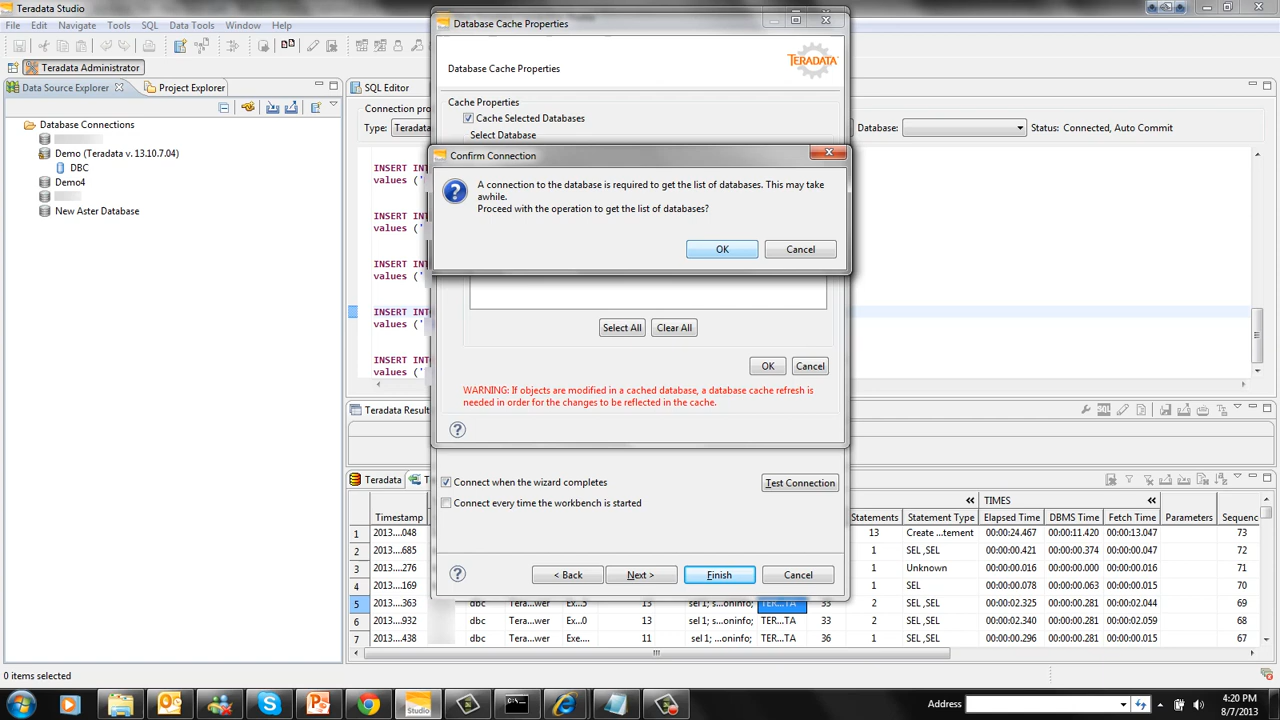 Teradata Studio
File Edit Navigate Tools SQL Data Tools Window Help
Teradata Administrator
Data Source Explorer
Project Explorer
Database Connections
Demo (Teradata v. 13.10.7.04)
DBC
Demo4
New Aster Database
SQL Editor
Connection pro
Type: Teradata
Database:
Status: Connected, Auto Commit
INSERT INT
values ('
INSERT INT
values ('
INSERT INT
values ('
INSERT INTO
values ('
INSERT INTO
values ('
Database Cache Properties
Database Cache Properties
TERADATA
Cache Properties
Cache Selected Databases
Select Database
Confirm Connection
A connection to the database is required to get the list of databases. This may take
awhile.
Proceed with the operation to get the list of databases?
OK Cancel
Select All Clear All
OK Cancel
WARNING: If objects are modified in a cached database, a database cache refresh is
needed in order for the changes to be reflected in the cache.
Connect when the wizard completes
Test Connection
Connect every time the workbench is started
< Back Next > Finish Cancel
Teradata Result
Teradata T
TIMES
Timestamp Statements Statement Type Elapsed Time DBMS Time Fetch Time Parameters Sequenc
1 2013....048 13 Create ...tement 00:00:24.467 00:00:11.420 00:00:13.047 73
2 2013....685 1 SEL ,SEL 00:00:00.421 00:00:00.374 00:00:00.047 72
3 2013....276 1 Unknown 00:00:00.016 00:00:00.016 00:00:00.000 71
4 2013....169 1 SEL 00:00:00.078 00:00:00.063 00:00:00.015 70
5 2013....363 dbc Tera...wer Ex...5 13 sel 1; s...oninfo; TER...TA 33 2 SEL ,SEL 00:00:02.325 00:00:00.281 00:00:02.044 69
6 2013....932 dbc Tera...wer Ex...0 13 sel 1; s...oninfo; TER...TA 33 2 SEL ,SEL 00:00:02.340 00:00:00.281 00:00:02.059 68
7 2013....438 dbc Tera...wer Exe.... 11 sel 1; s...oninfo; TER...TA 36 1 SEL ,SEL 00:00:00.296 00:00:00.281 00:00:00.015 67
0 items selected
Studio
Address
4:20 PM
8/7/2013